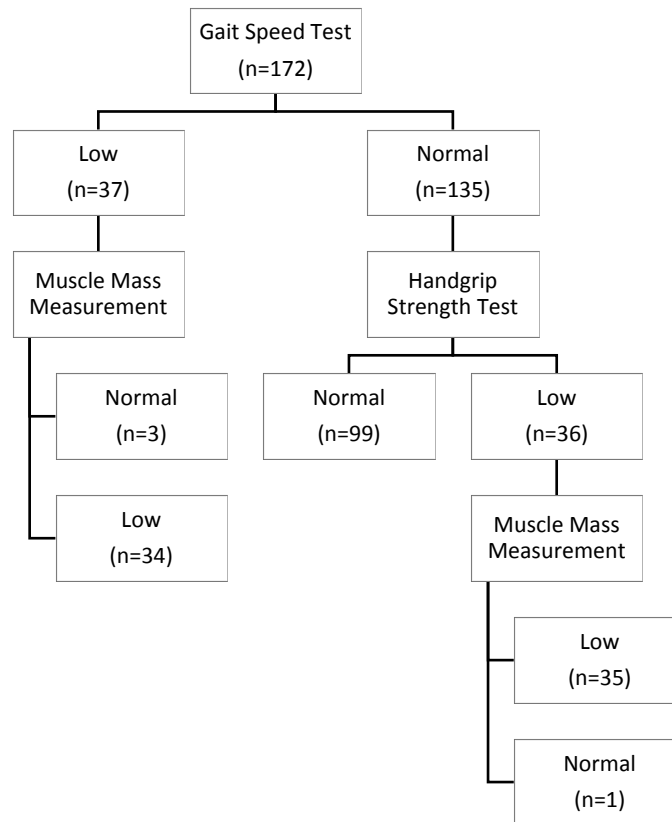 Gait Speed Test
(n=172)
Low
(n=37)
Normal
(n=135)
Muscle Mass
Measurement
Handgrip
Strength Test
Normal
(n=3)
Normal
(n=99)
Low
(n=36)
Low
(n=34)
Muscle Mass
Measurement
Low
(n=35)
Normal
(n=1)